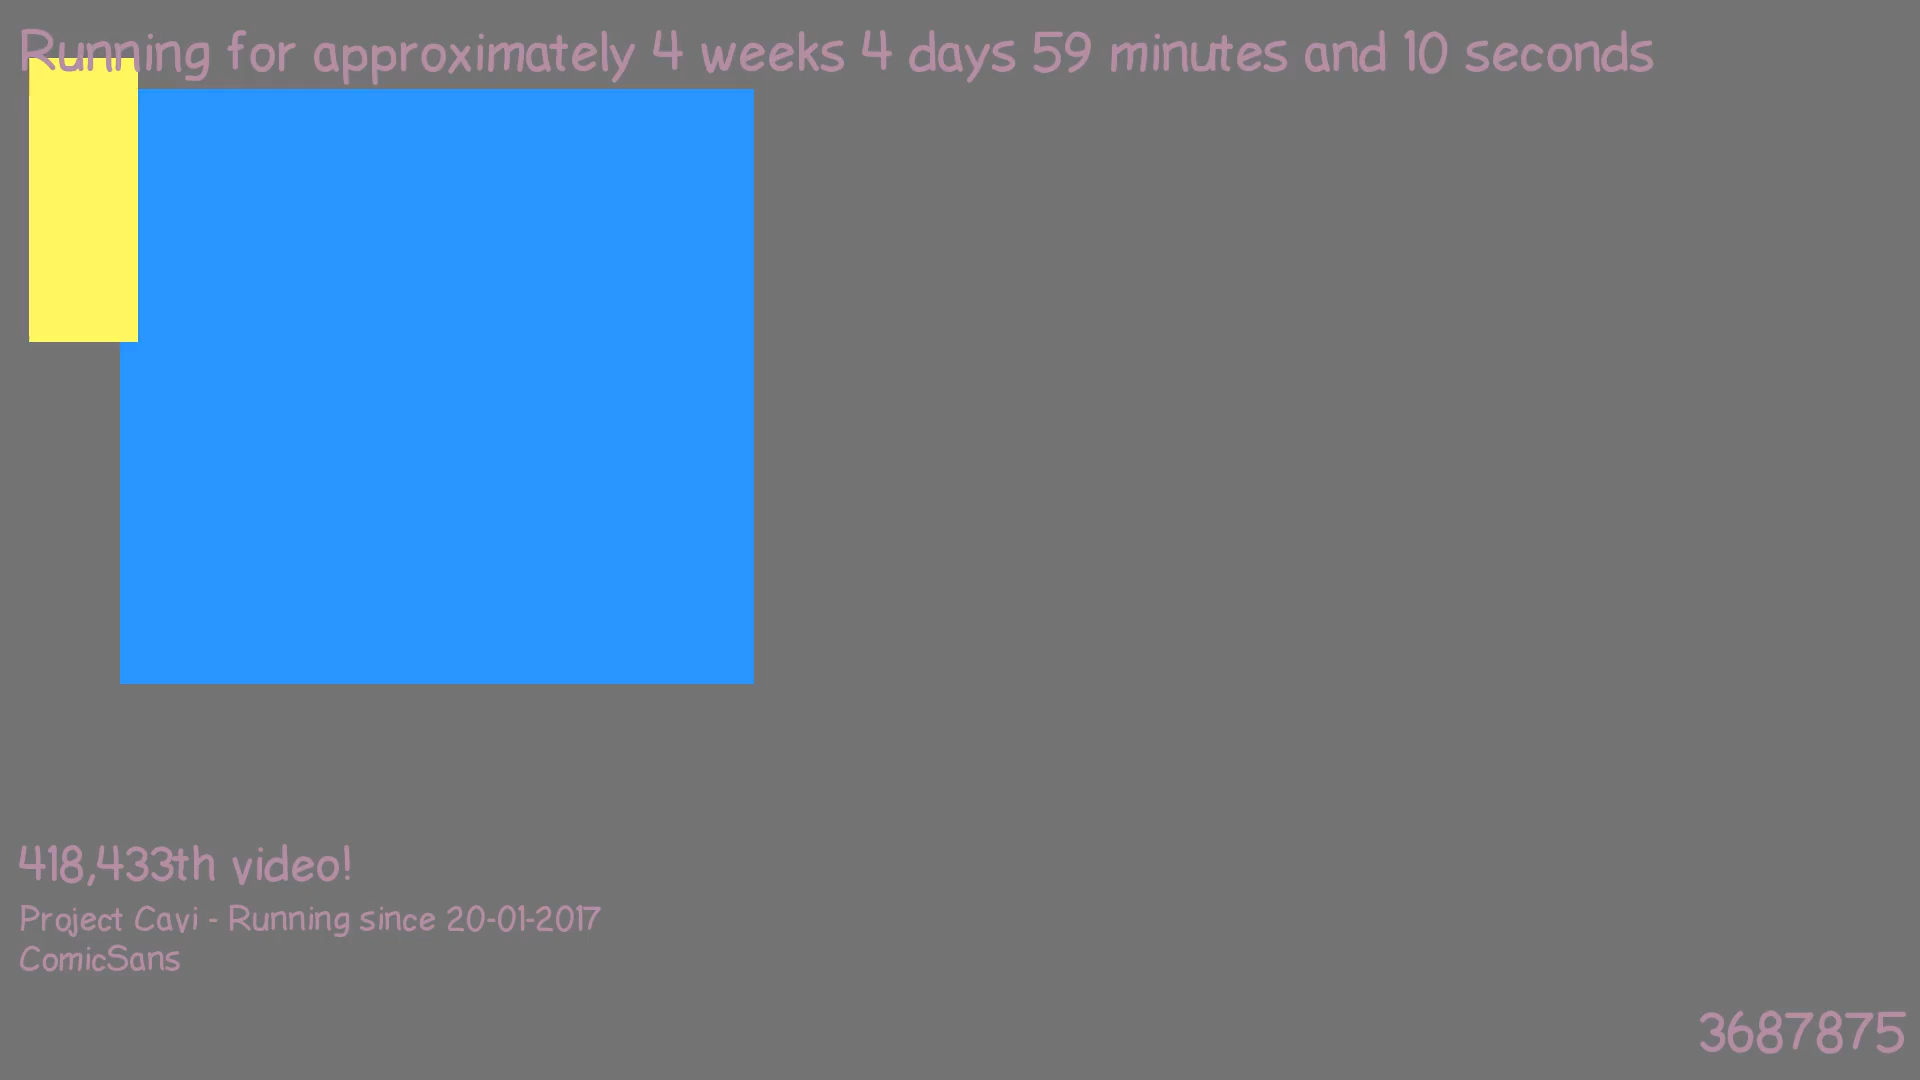 Running for approximately 4 weeks 4 days 59 minutes and 10 seconds
418,433th video!
Project Cavi - Running since 20-01-2017
ComicSans
3687875